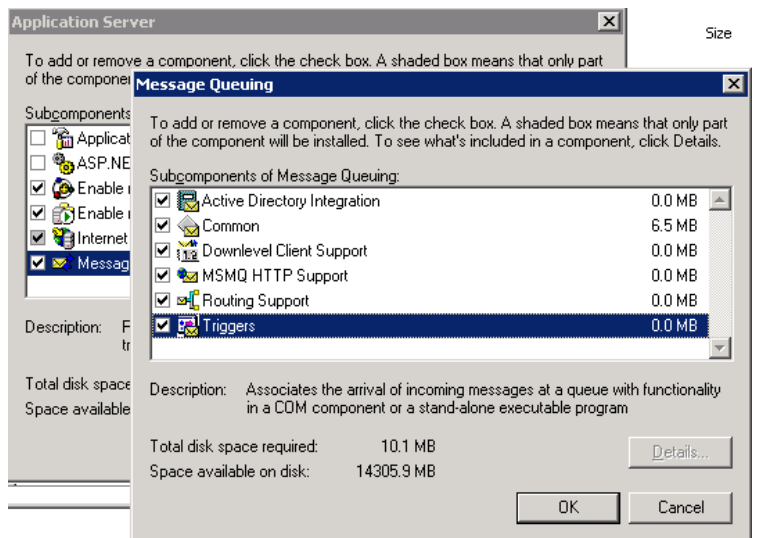 Application Server
Size
To add or remove a component, click the check box. A shaded box means that only part
of the
Subcomponents
ASP.NE
Enable
Enable
Internet
Description:
Total disk space
Space available
Message Queuing
To add or remove a component, click the check box. A shaded box means that only part
of the component will be installed. To see what's included in a component, click Details.
Subcomponents of Message Queuing:
Active Directory Integration 0.0 MB
Common 6.5 MB
Downlevel Client Support 0.0 MB
MSMQ HTTP Support 0.0 MB
Routing Support 0.0 MB
Triggers 0.0 MB
Description: Associates the arrival of incoming messages at a queue with functionality
in a COM component or a stand-alone executable program
Total disk space required: 10.1 MB
Space available on disk: 14305.9 MB
Details...
OK Cancel